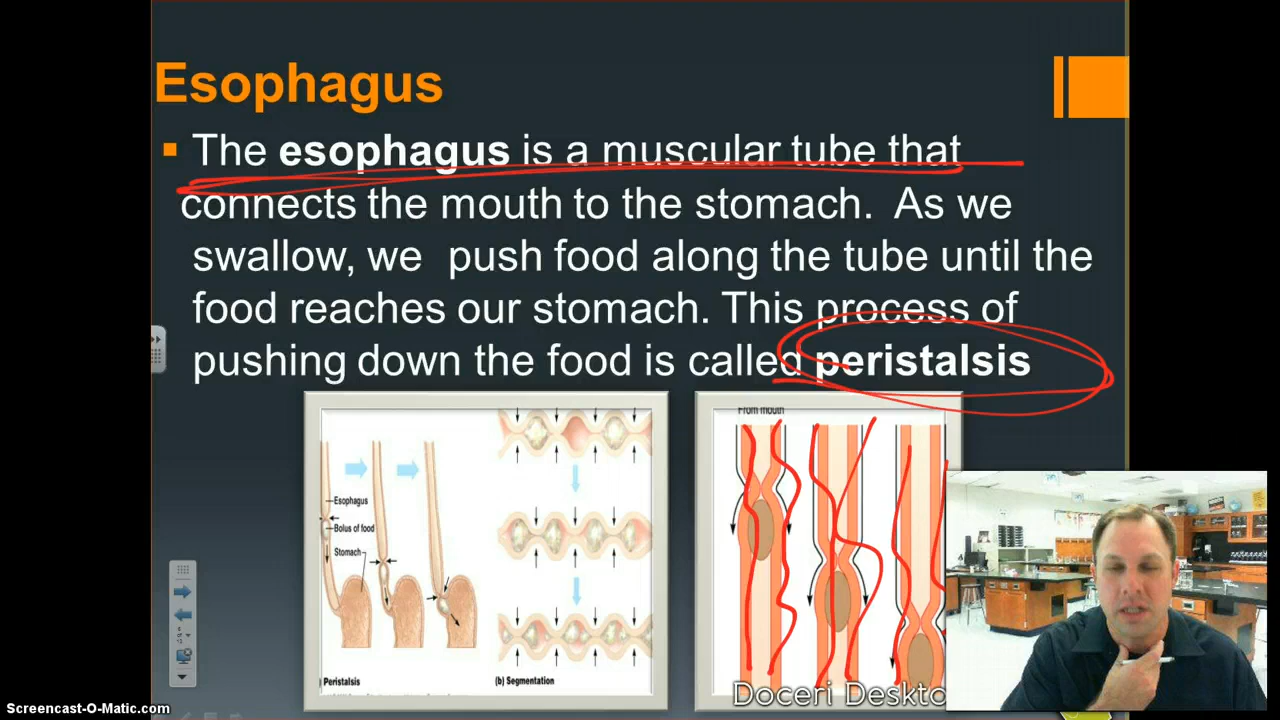 Esophagus
The esophagus is a muscular tube that
connects the mouth to the stomach. As we
swallow, we push food along the tube until the
food reaches our stomach. This process of
pushing down the food is called peristalsis
Esophagus
Bolus of food
Stomach
Peristalsis
(b) Segmentation
From mouth
Doceri Deskto
Screencast-O-Matic.com